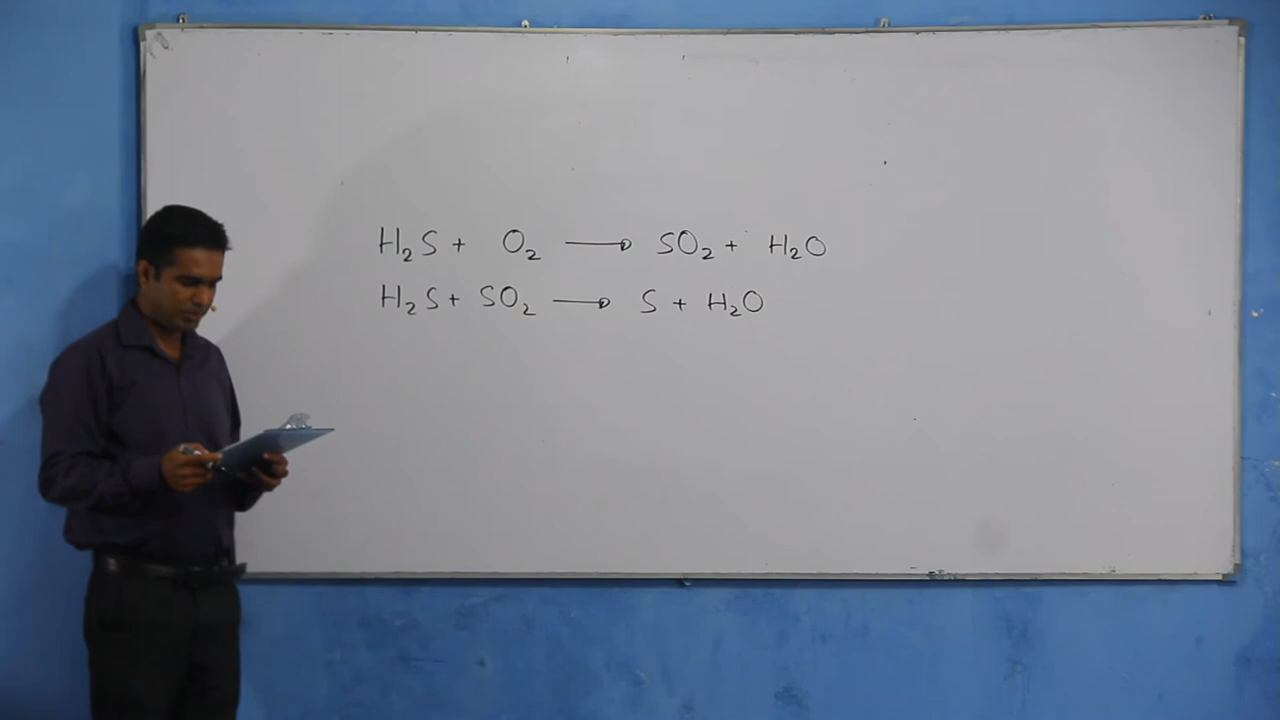 H₂S + O₂ → SO₂ + H₂O
H₂S + SO₂ → S + H₂O